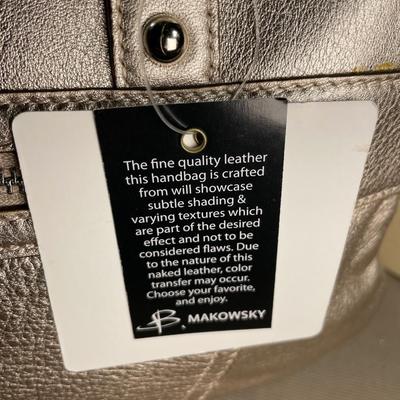 The fine quality leather
this handbag is crafted
from will showcase
subtle shading &
varying textures which
are part of the desired
effect and not to be
considered flaws. Due
to the nature of this
naked leather, color
transfer may occur.
Choose your favorite,
and enjoy.
B. MAKOWSKY